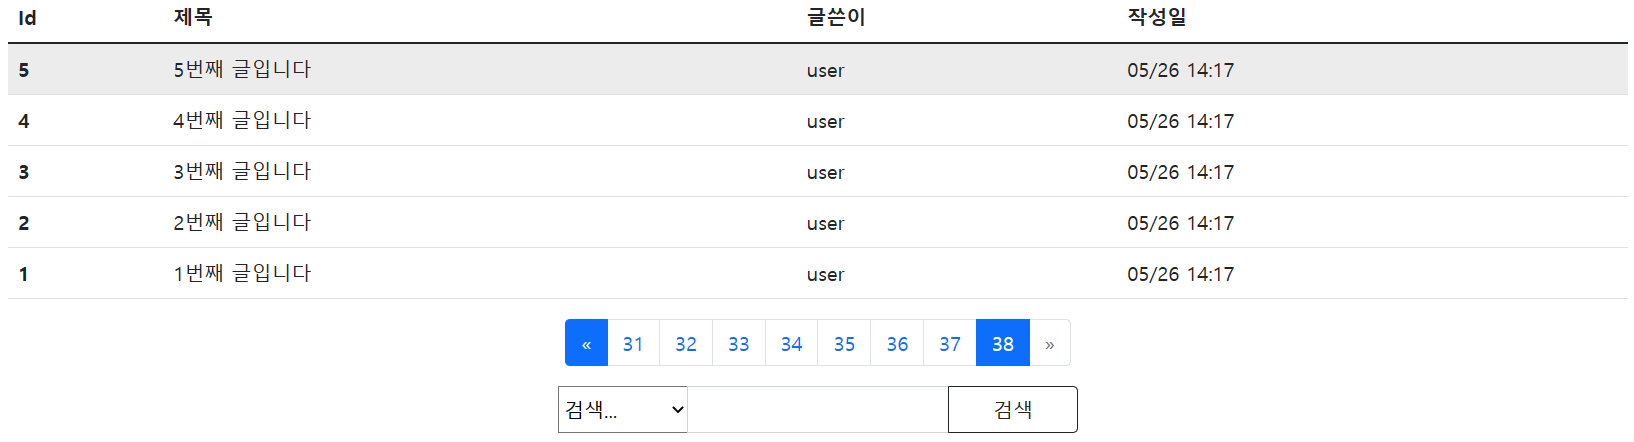 Id 제목 글쓴이 작성일
5 5번째 글입니다 user 05/26 14:17
4 4번째 글입니다 user 05/26 14:17
3 3번째 글입니다 user 05/26 14:17
2 2번째 글입니다 user 05/26 14:17
1 1번째 글입니다 user 05/26 14:17
« 31 32 33 34 35 36 37 38 »
검색... 검색